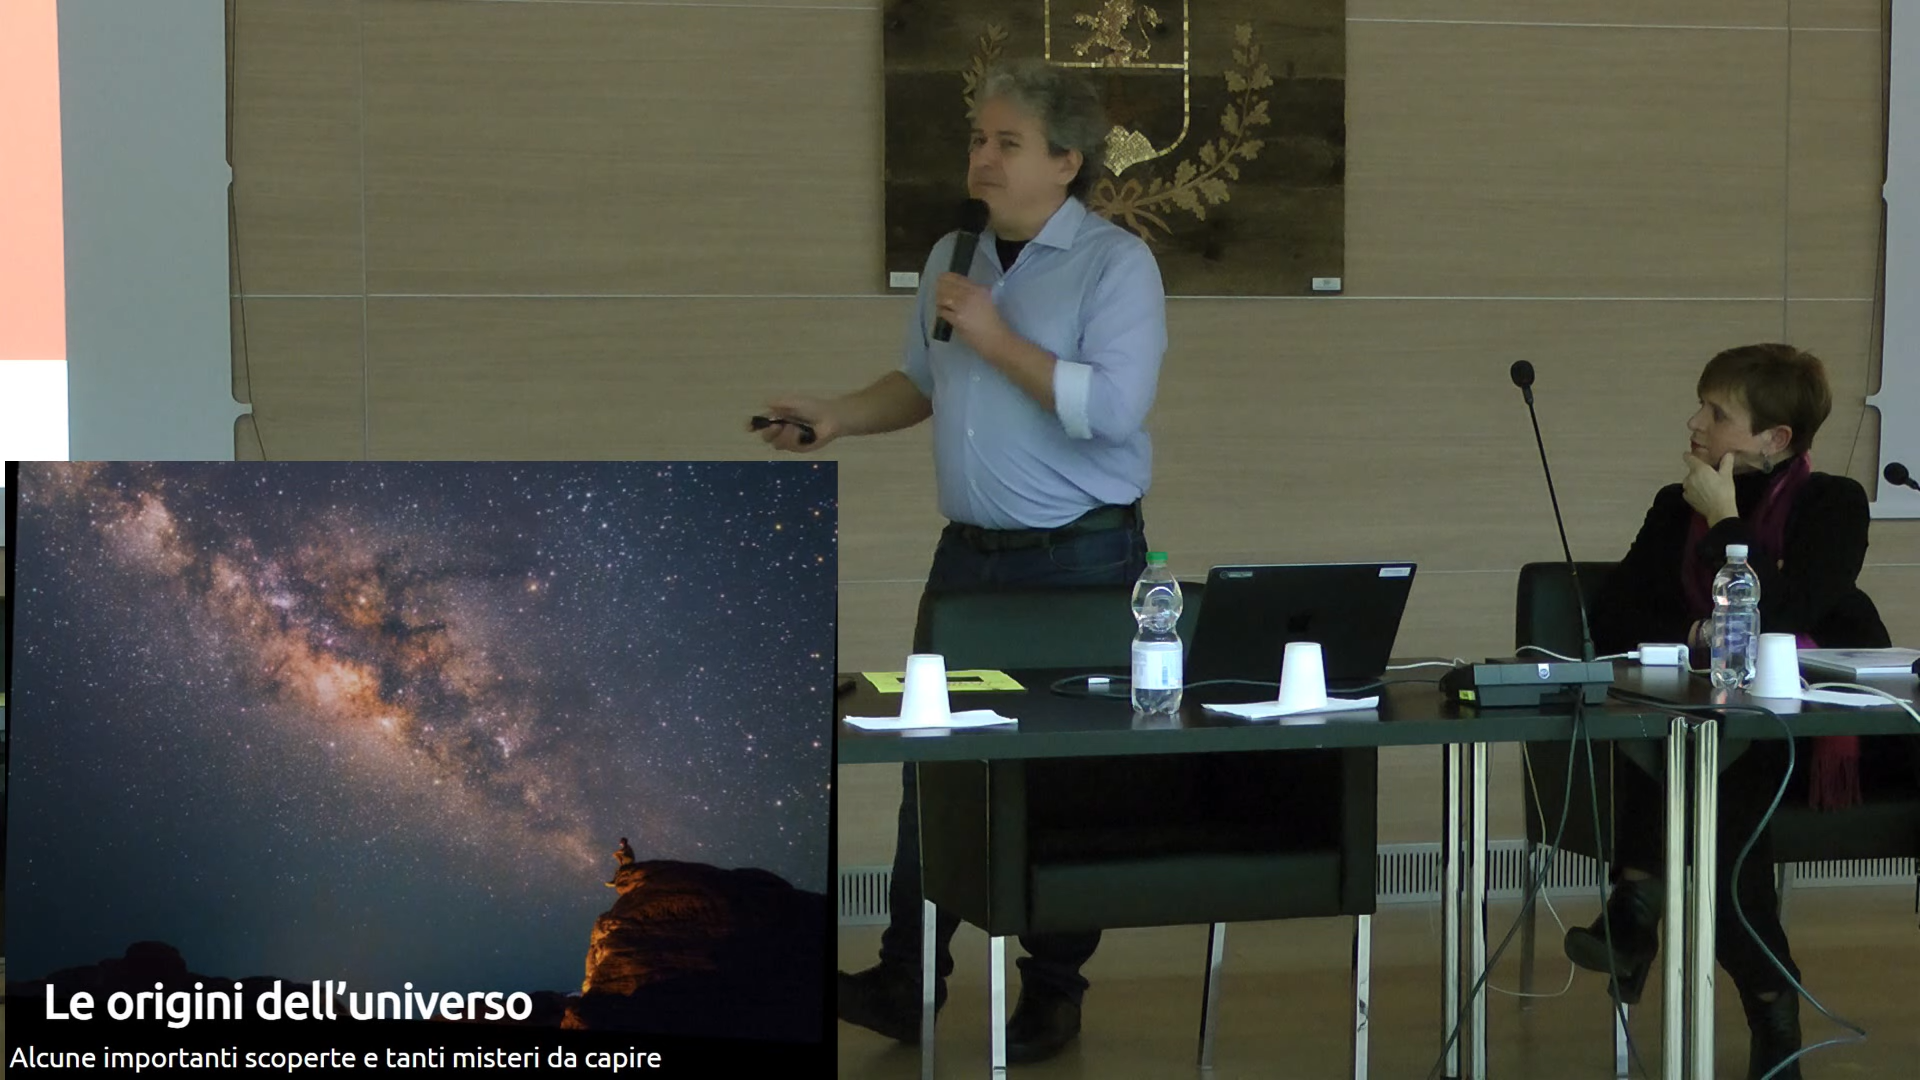 Le origini dell’universo
Alcune importanti scoperte e tanti misteri da capire